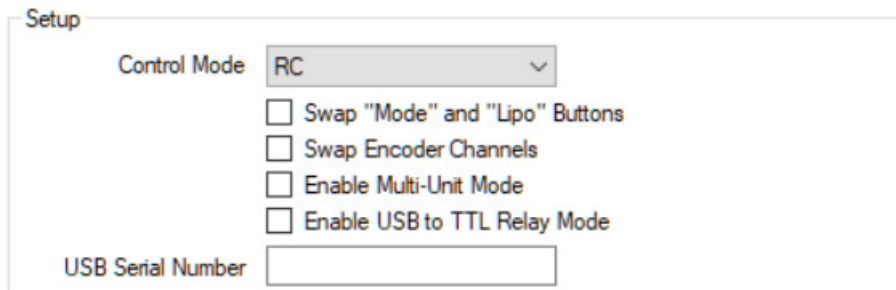 Setup
Control Mode RC
Swap "Mode" and "Lipo" Buttons
Swap Encoder Channels
Enable Multi-Unit Mode
Enable USB to TTL Relay Mode
USB Serial Number